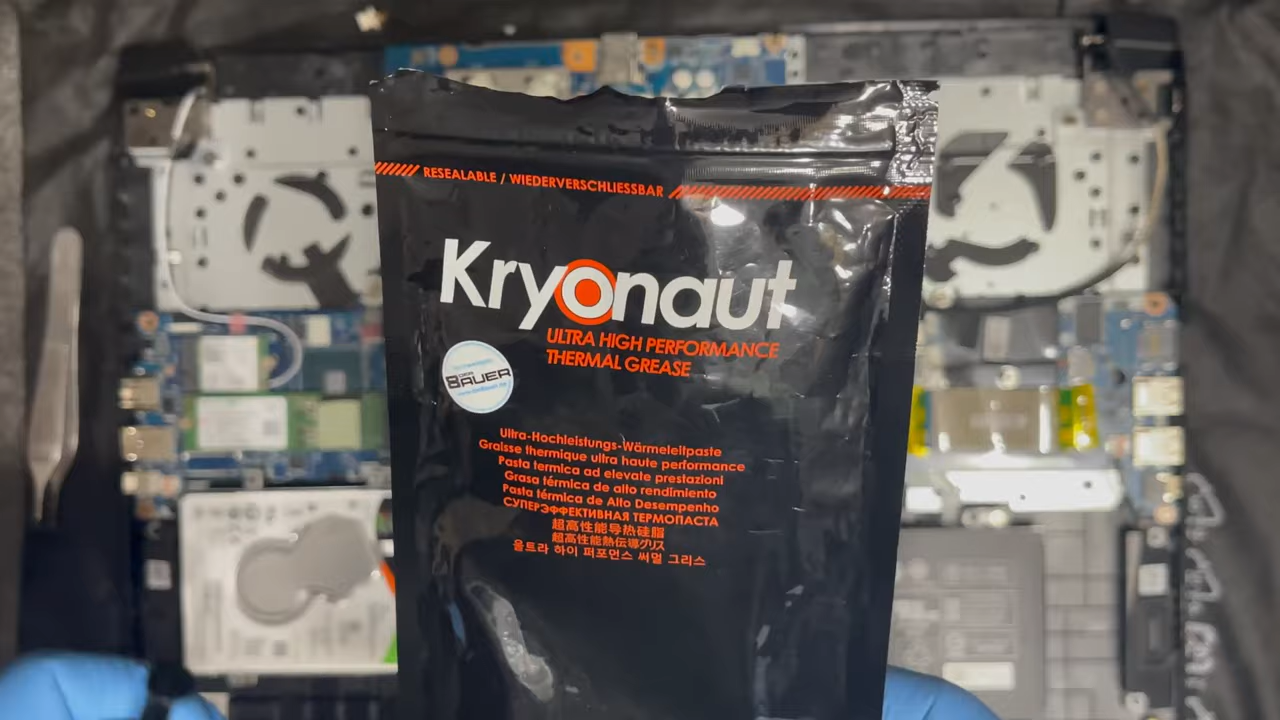 RESEALABLE / WIEDERVERSCHLIESSBAR
Kryonaut
ULTRA HIGH PERFORMANCE
THERMAL GREASE
DER
8AUER
Ultra-Hochleistungs-Wärmeleitpaste
Graisse thermique ultra haute performance
Pasta termica ad elevate prestazioni
Grasa térmica de alto rendimiento
Pasta térmica de Alto Desempenho
СУПЕРЭФФЕКТИВНАЯ ТЕРМОПАСТА
超高性能导热硅脂
超高性能熱伝導グリス
울트라 하이 퍼포먼스 써멀 그리스